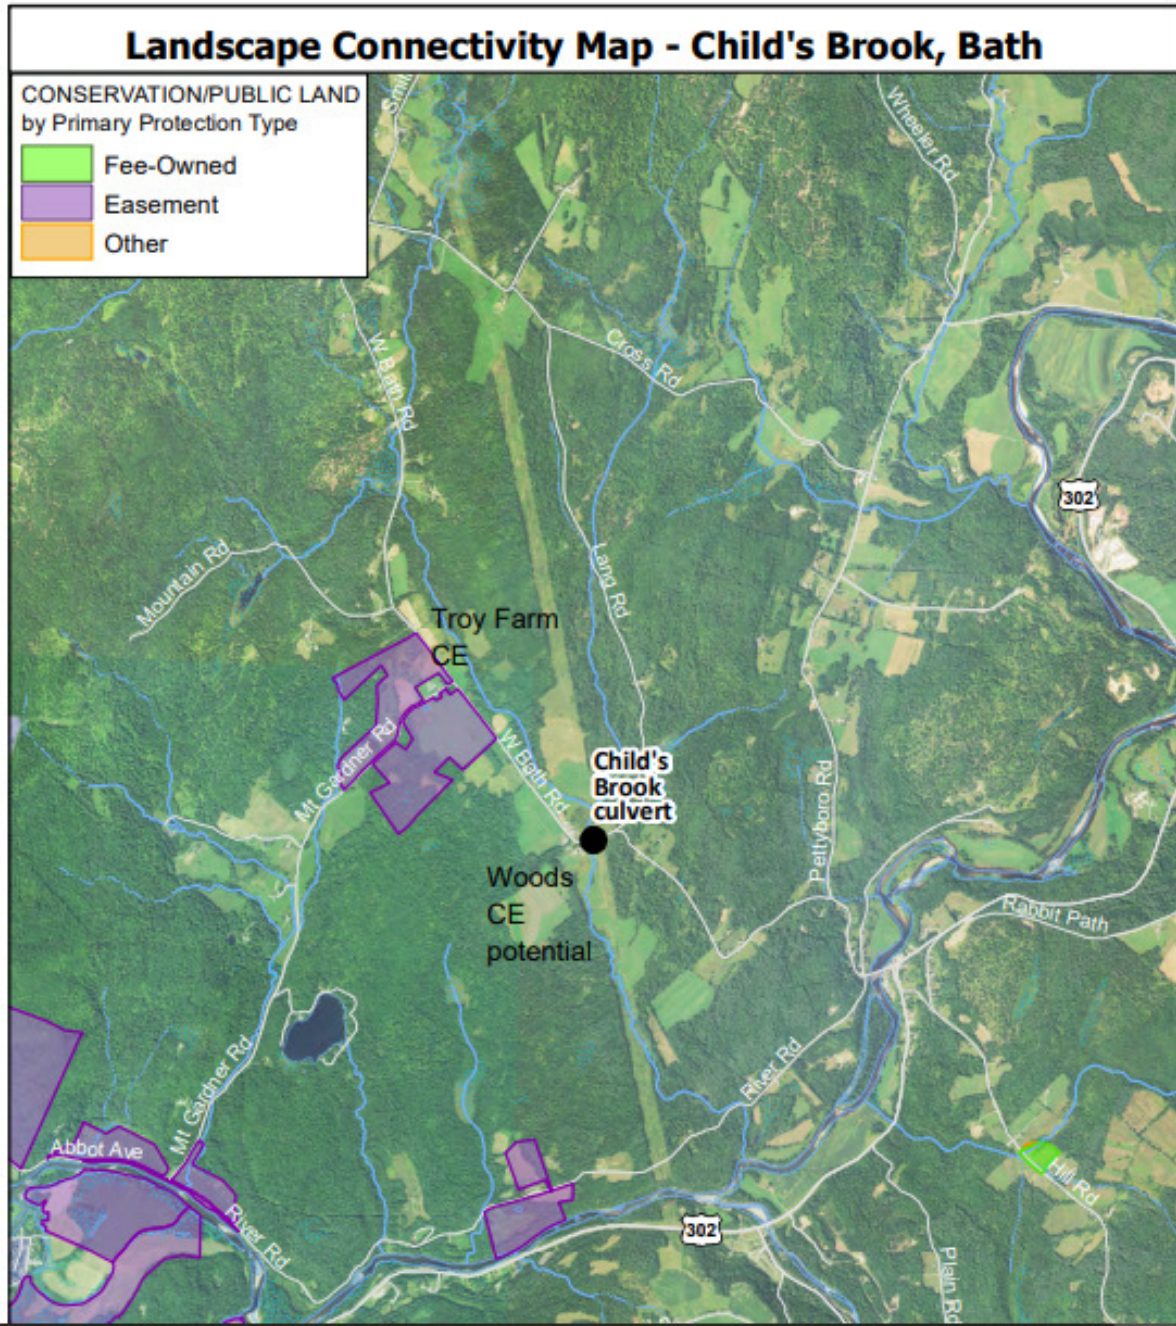 Landscape Connectivity Map - Child's Brook, Bath
CONSERVATION/PUBLIC LAND
by Primary Protection Type
Fee-Owned
Easement
Other
Wheeler Rd
W Bath Rd
Cross Rd
302
Lang Rd
Mountain Rd
Troy Farm
CE
Mt Gardner Rd
W Bath Rd
Child's
Brook
culvert
Pettyboro Rd
Woods
CE
potential
Rabbit Path
River Rd
Mt Gardner Rd
Abbot Ave
Hill Rd
River Rd
302
Plain Rd